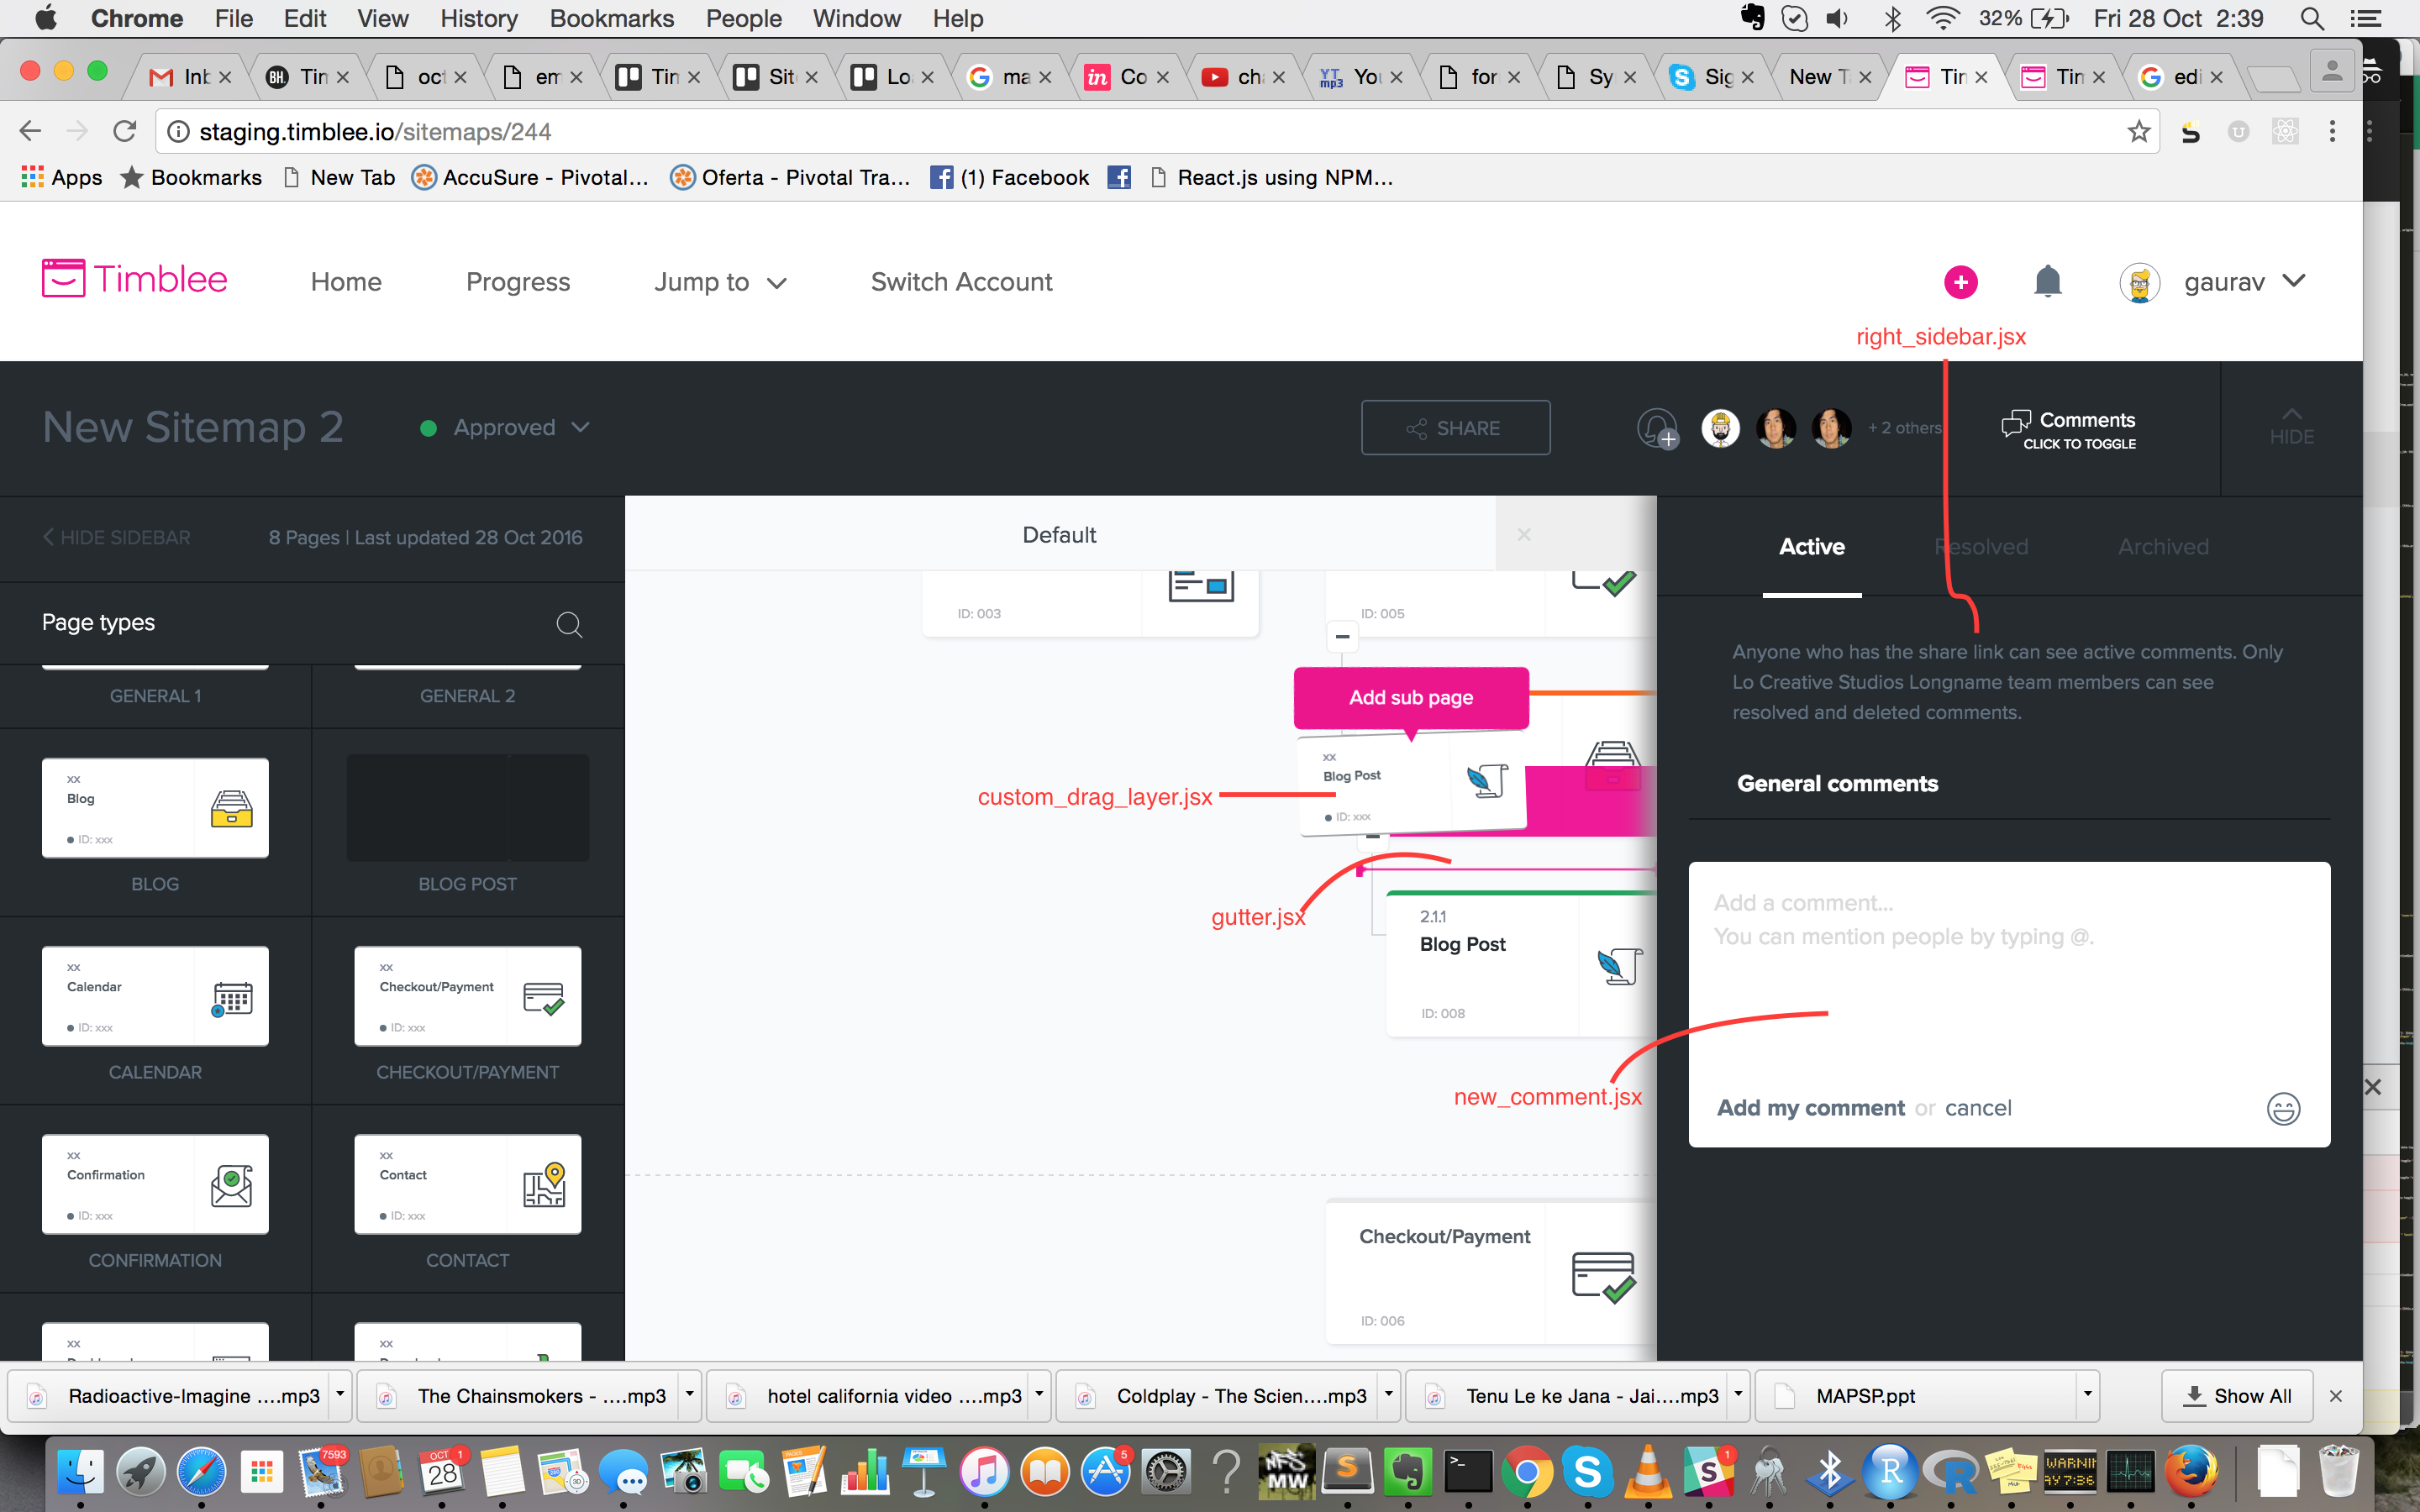 Chrome File Edit View History Bookmarks People Window Help 32% Fri 28 Oct 2:39
Inb Tim oct em Tim Sit Lo ma Co cha You for Sy Sig New T Tim Tim edi
staging.timblee.io/sitemaps/244
Apps Bookmarks New Tab AccuSure - Pivotal... Oferta - Pivotal Tra... (1) Facebook React.js using NPM...
Timblee Home Progress Jump to Switch Account gaurav
right_sidebar.jsx
New Sitemap 2 Approved SHARE + 2 others Comments HIDE
CLICK TO TOGGLE
HIDE SIDEBAR 8 Pages | Last updated 28 Oct 2016
Default
Active Resolved Archived
Page types
GENERAL 1 GENERAL 2
xx
Blog
ID: xxx
BLOG BLOG POST
xx
Calendar
ID: xxx
CALENDAR
xx
Checkout/Payment
ID: xxx
CHECKOUT/PAYMENT
xx
Confirmation
ID: xxx
CONFIRMATION
xx
Contact
ID: xxx
CONTACT
xx
xx
ID: 003
ID: 005
Add sub page
xx
Blog Post
ID: xxx
custom_drag_layer.jsx
gutter.jsx
2.1.1
Blog Post
ID: 008
new_comment.jsx
Checkout/Payment
ID: 006
Anyone who has the share link can see active comments. Only
Lo Creative Studios Longname team members can see
resolved and deleted comments.
General comments
Add a comment...
You can mention people by typing @.
Add my comment or cancel
Radioactive-Imagine ....mp3 The Chainsmokers - ....mp3 hotel california video ....mp3 Coldplay - The Scien....mp3 Tenu Le ke Jana - Jai....mp3 MAPSP.ppt Show All
7593 OCT 28 1 5 1